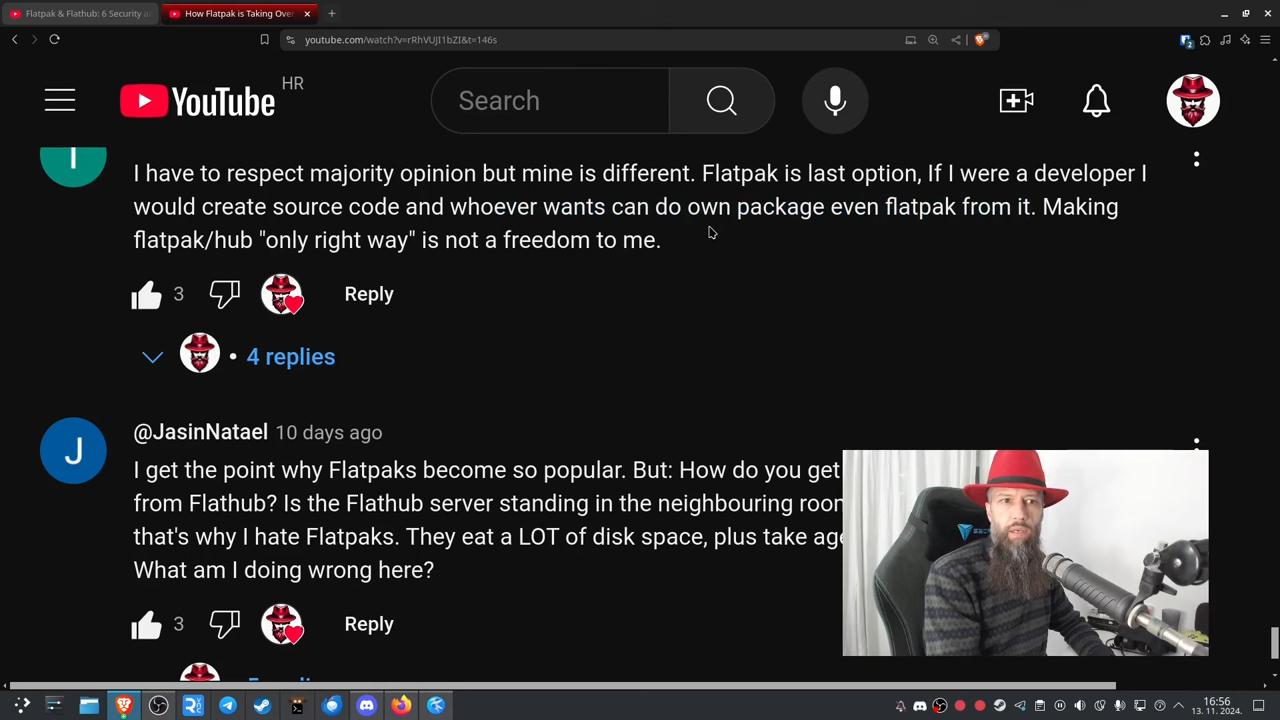 Flatpak & Flathub: 6 Security a
How Flatpak is Taking Over
youtube.com/watch?v=rRhVUJI1bZI&t=146s
YouTube HR
Search
I have to respect majority opinion but mine is different. Flatpak is last option, If I were a developer I
would create source code and whoever wants can do own package even flatpak from it. Making
flatpak/hub "only right way" is not a freedom to me.
3 Reply
4 replies
@JasinNatael 10 days ago
J
I get the point why Flatpaks become so popular. But: How do you get
from Flathub? Is the Flathub server standing in the neighbouring room
that's why I hate Flatpaks. They eat a LOT of disk space, plus take age
What am I doing wrong here?
3 Reply
16:56
13. 11. 2024.